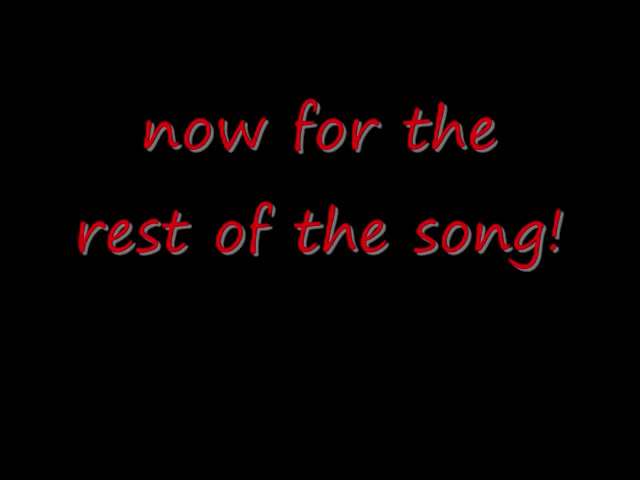 now for the
rest of the song!